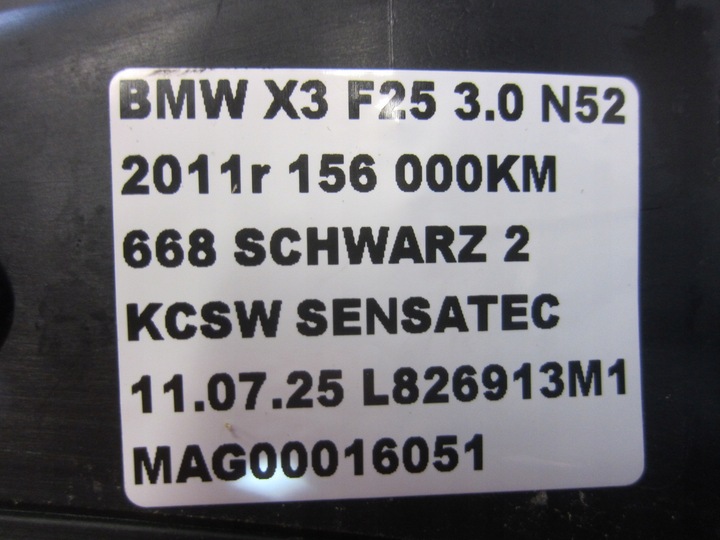 BMW X3 F25 3.0 N52
2011r 156 000KM
668 SCHWARZ 2
KCSW SENSATEC
11.07.25 L826913M1
MAG00016051